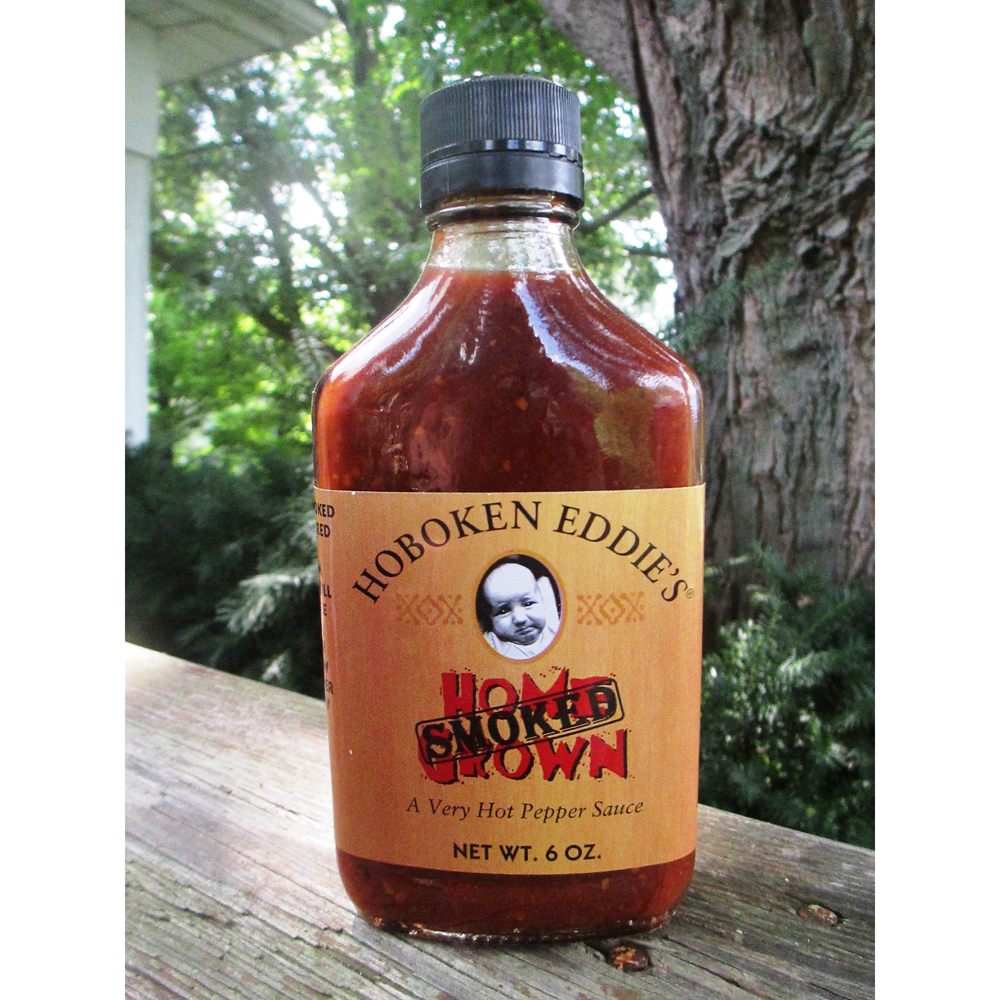 HOBOKEN EDDIE'S®
HOME
SMOKED
GROWN
A Very Hot Pepper Sauce
NET WT. 6 OZ.